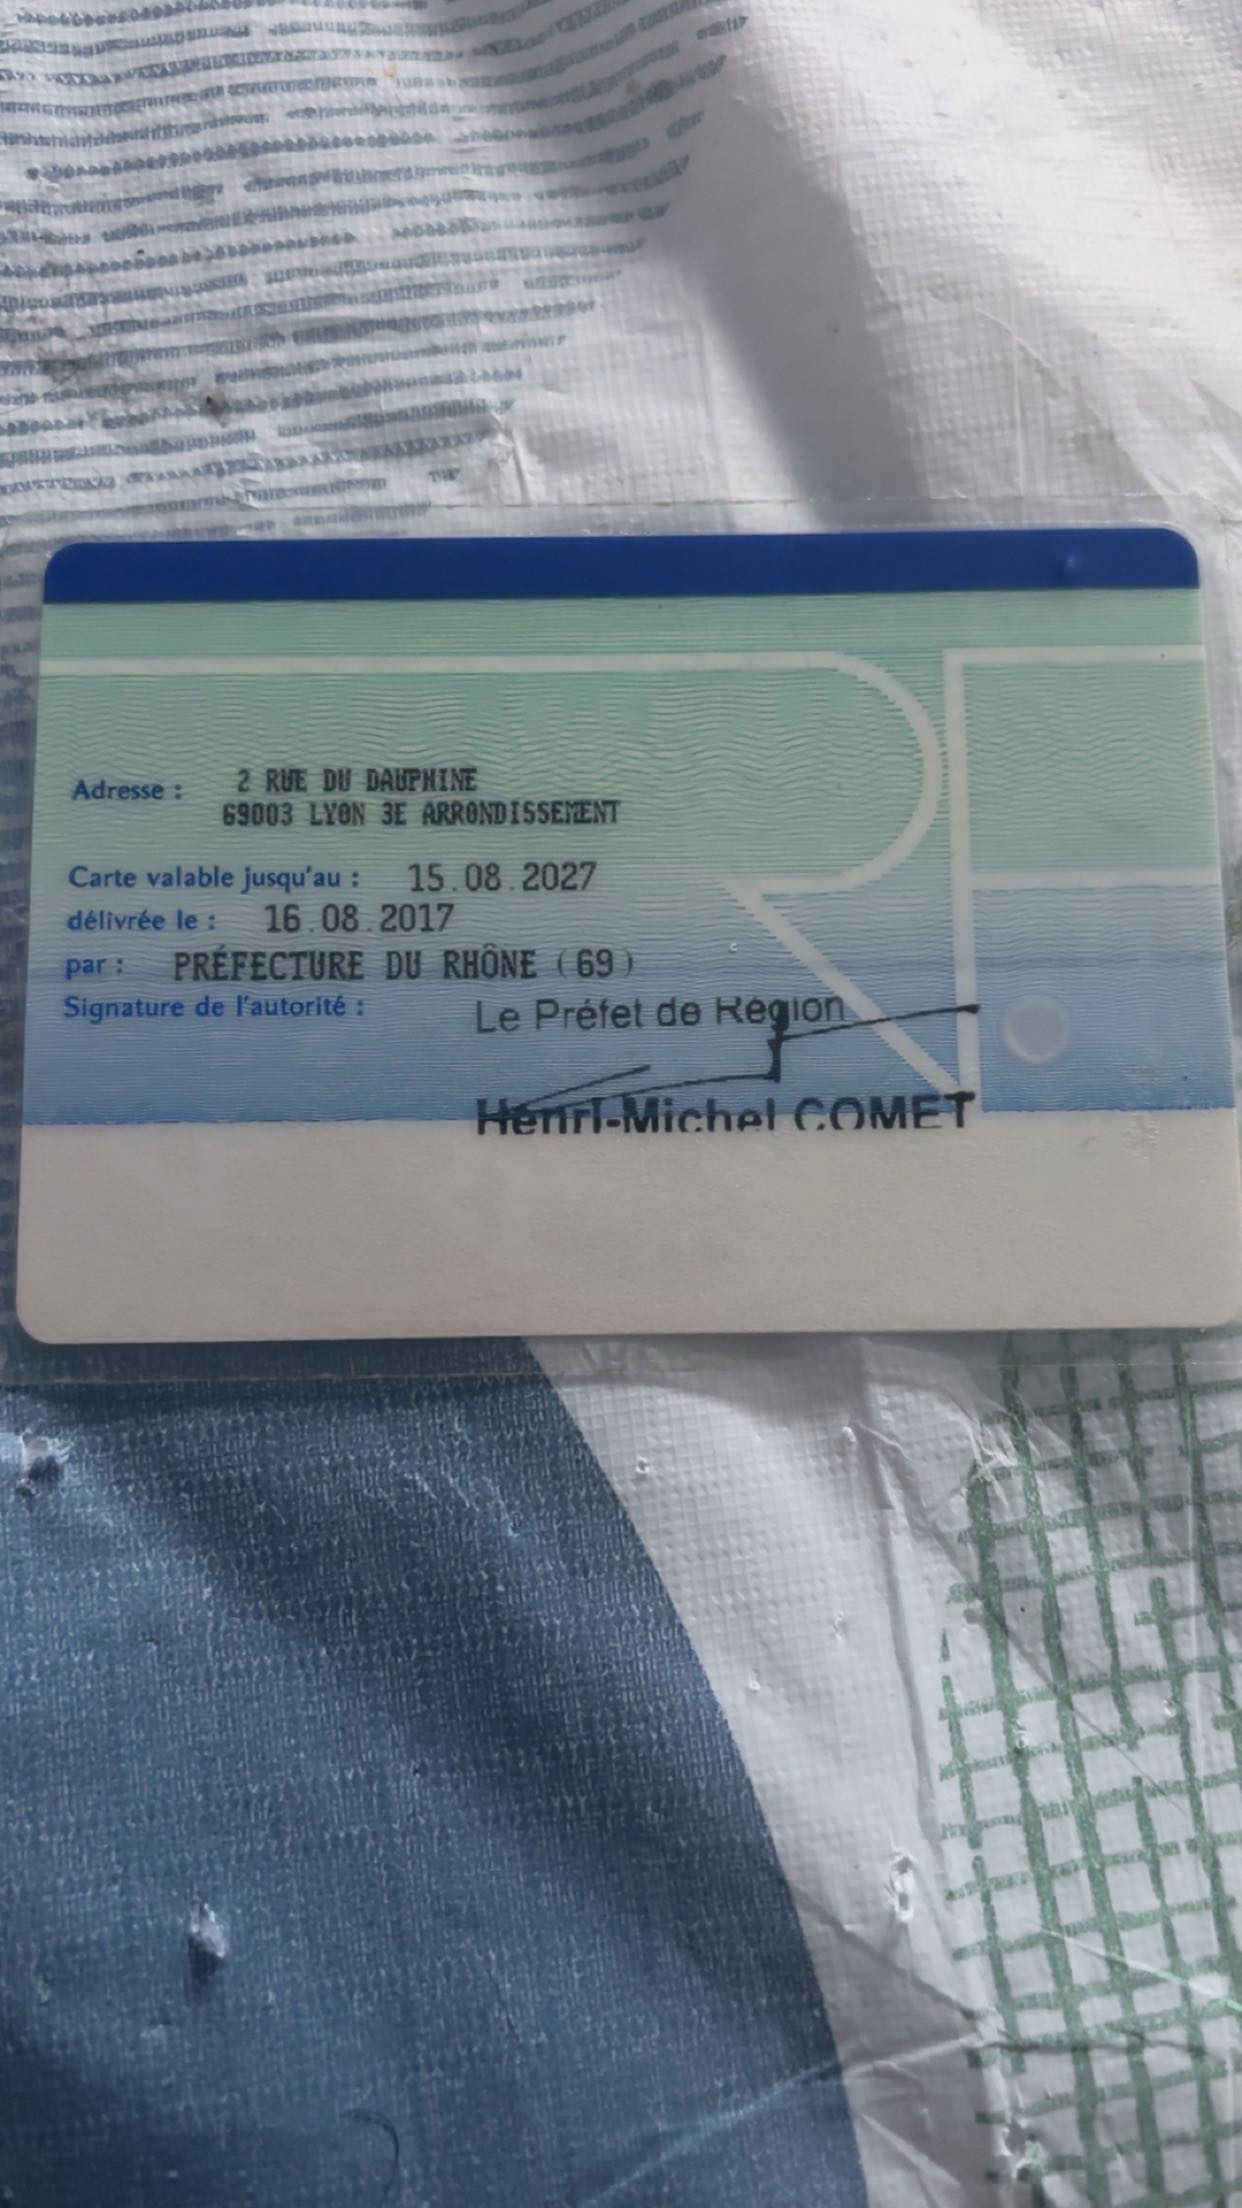 Adresse : 2 RUE DU DAUPHINE
69003 LYON 3E ARRONDISSEMENT
Carte valable jusqu'au : 15.08.2027
délivrée le : 16.08.2017
par : PRÉFECTURE DU RHÔNE (69)
Signature de l'autorité :
Le Préfet de Région
Henri-Michel COMET